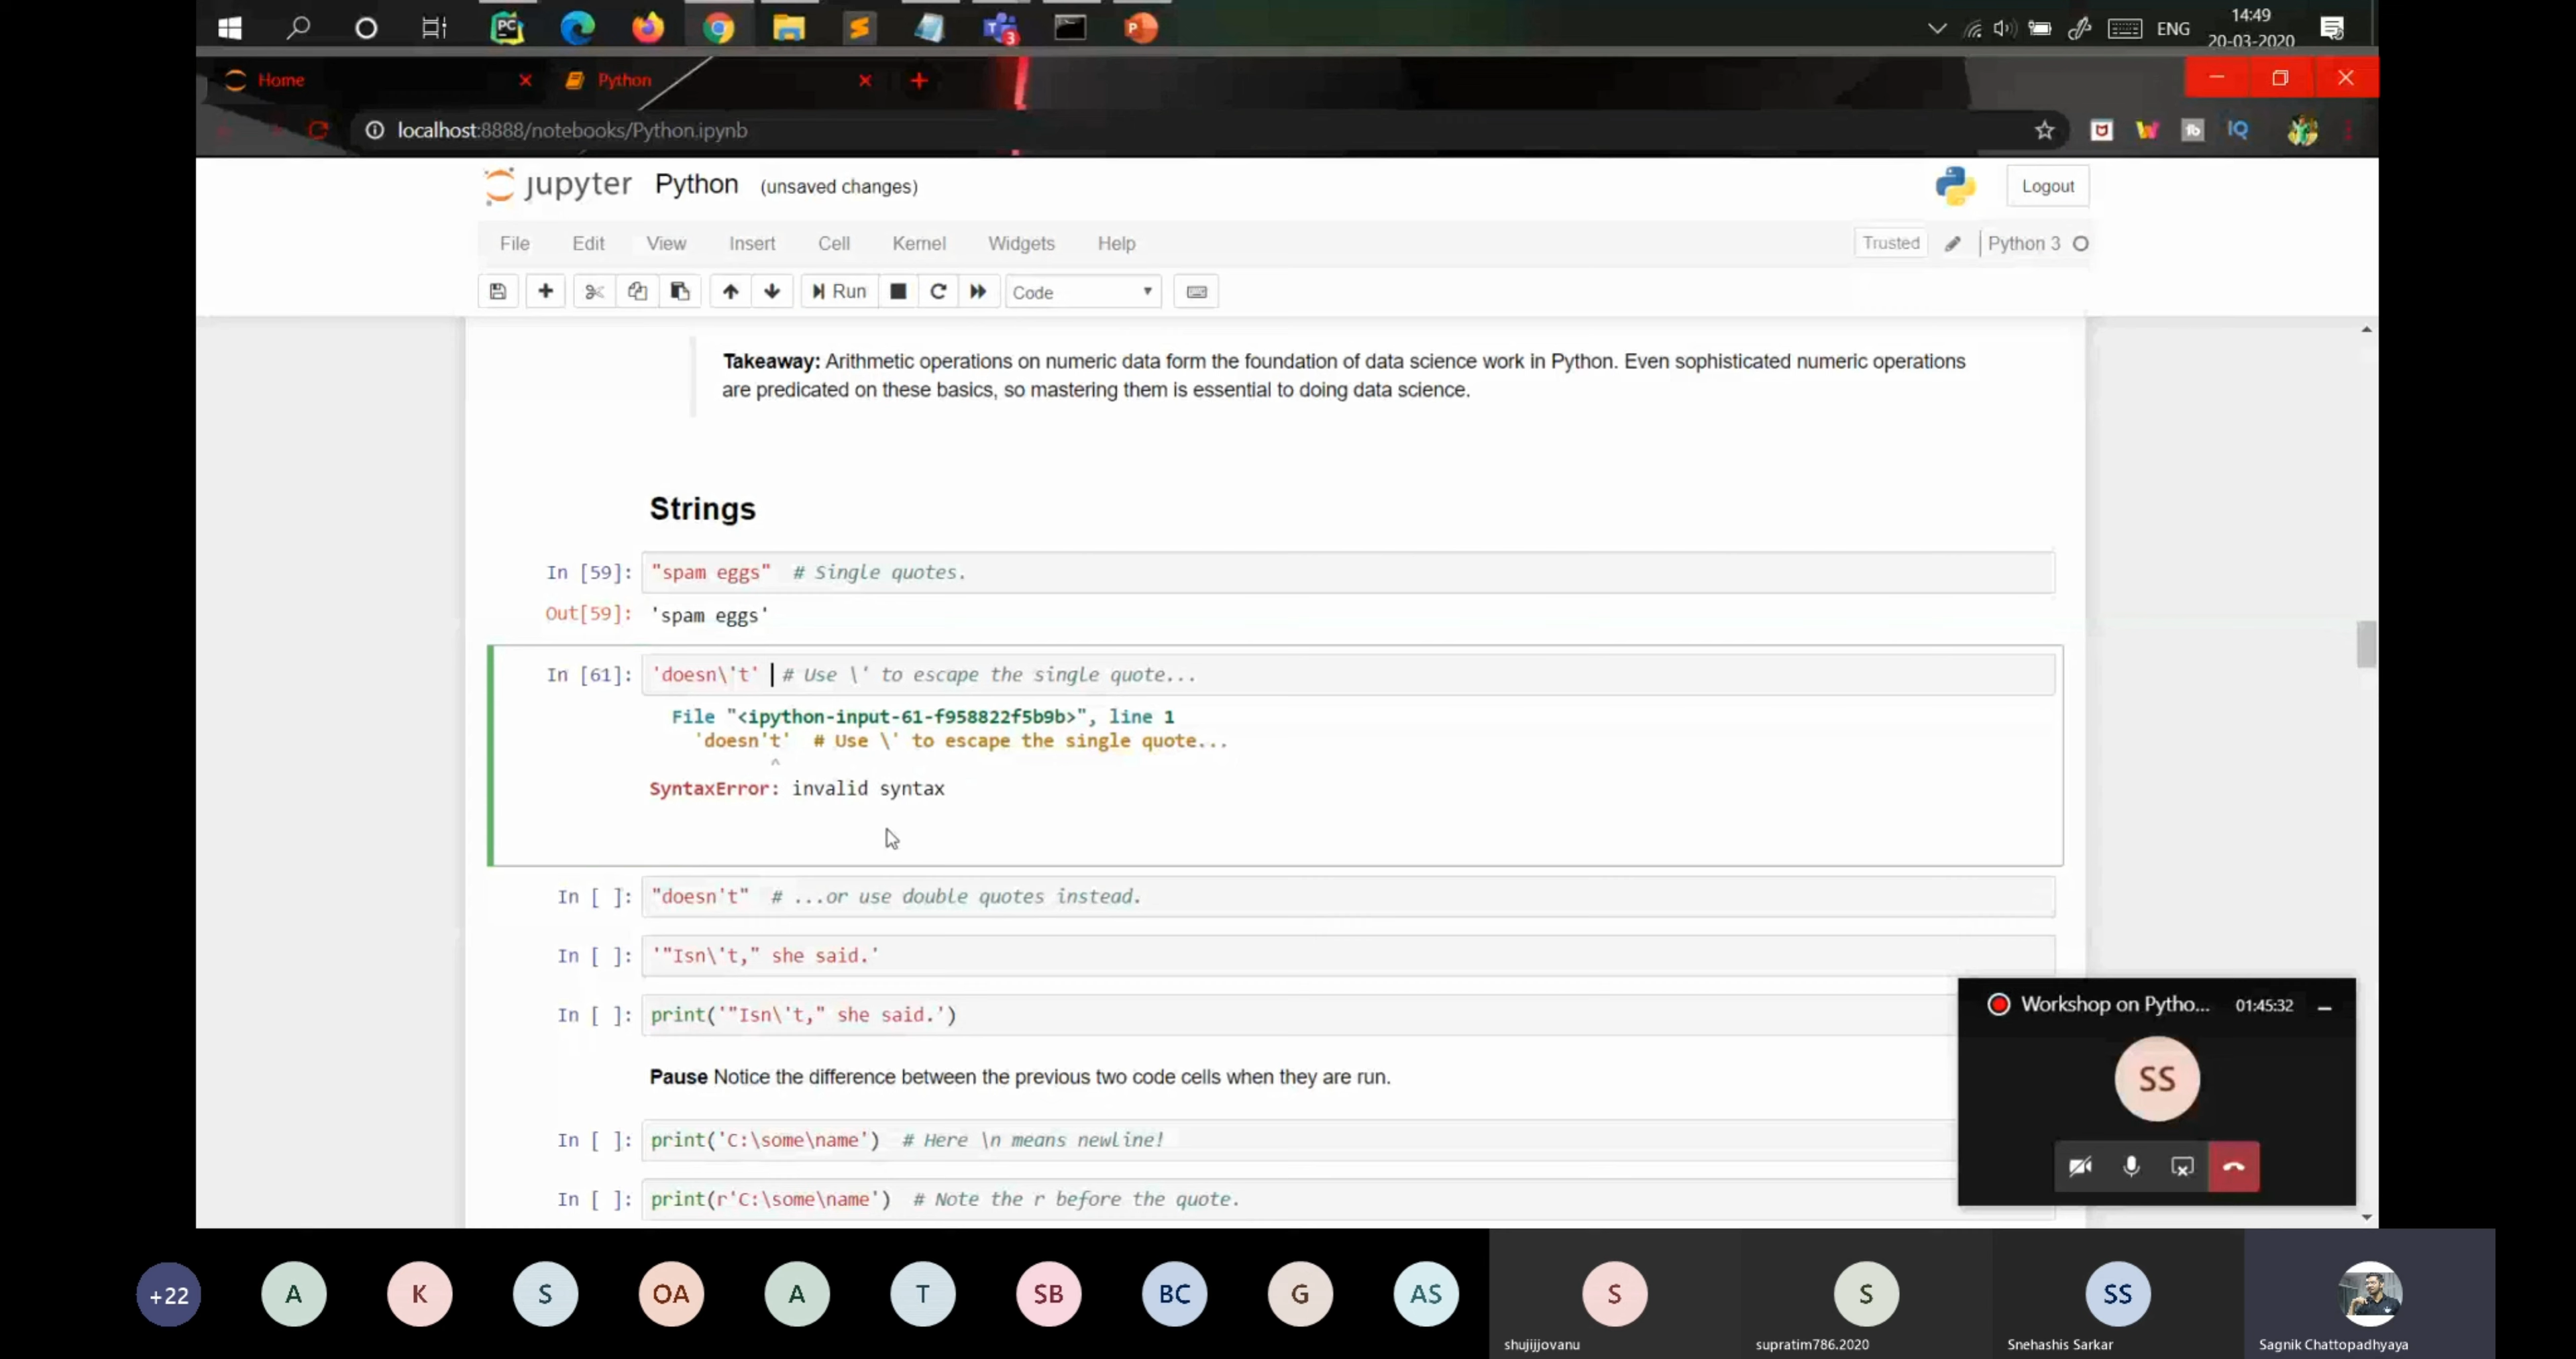 PC
T
3
P
ENG
14:49
20-03-2020
Home
Python
localhost:8888/notebooks/Python.ipynb
IQ
jupyter Python (unsaved changes)
Logout
File Edit View Insert Cell Kernel Widgets Help
Trusted
Python 3
Run
Code
Takeaway: Arithmetic operations on numeric data form the foundation of data science work in Python. Even sophisticated numeric operations
are predicated on these basics, so mastering them is essential to doing data science.
Strings
In [59]: "spam eggs" # Single quotes.
Out[59]: 'spam eggs'
In [61]: 'doesn\'t' # Use \' to escape the single quote...
File "<ipython-input-61-f958822f5b9b>", line 1
'doesn't' # Use \' to escape the single quote...
^
SyntaxError: invalid syntax
In [ ]: "doesn't" # ...or use double quotes instead.
In [ ]: '"Isn\'t," she said.'
In [ ]: print('"Isn\'t," she said.')
Pause Notice the difference between the previous two code cells when they are run.
In [ ]: print('C:\some\name') # Here \n means newline!
In [ ]: print(r'C:\some\name') # Note the r before the quote.
Workshop on Pytho... 01:45:32
SS
+22 A K S OA A T SB BC G AS S S SS
shujijjovanu
supratim786.2020
Snehashis Sarkar
Sagnik Chattopadhyaya